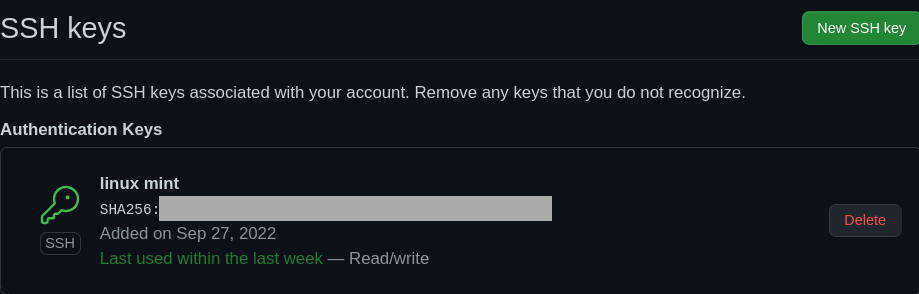 SSH keys
New SSH key
This is a list of SSH keys associated with your account. Remove any keys that you do not recognize.
Authentication Keys
linux mint
SHA256:
Added on Sep 27, 2022
Last used within the last week — Read/write
SSH
Delete